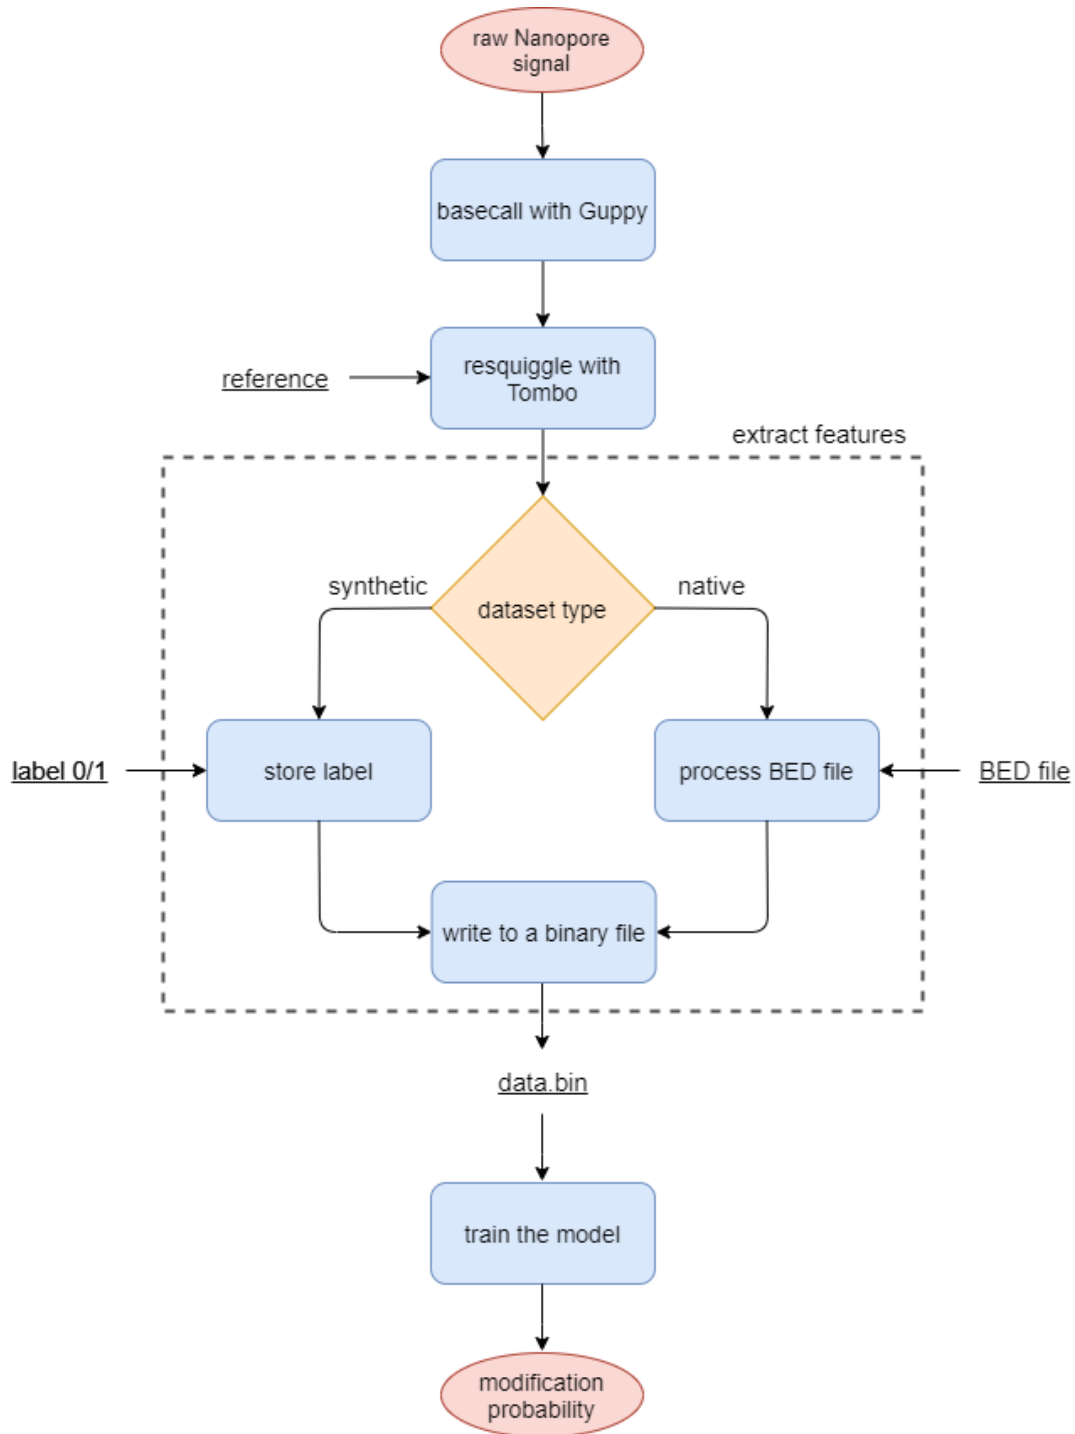 raw Nanopore
signal
basecall with Guppy
resquiggle with
Tombo
reference
extract features
synthetic
native
dataset type
label 0/1
store label
process BED file
BED file
write to a binary file
data.bin
train the model
modification
probability